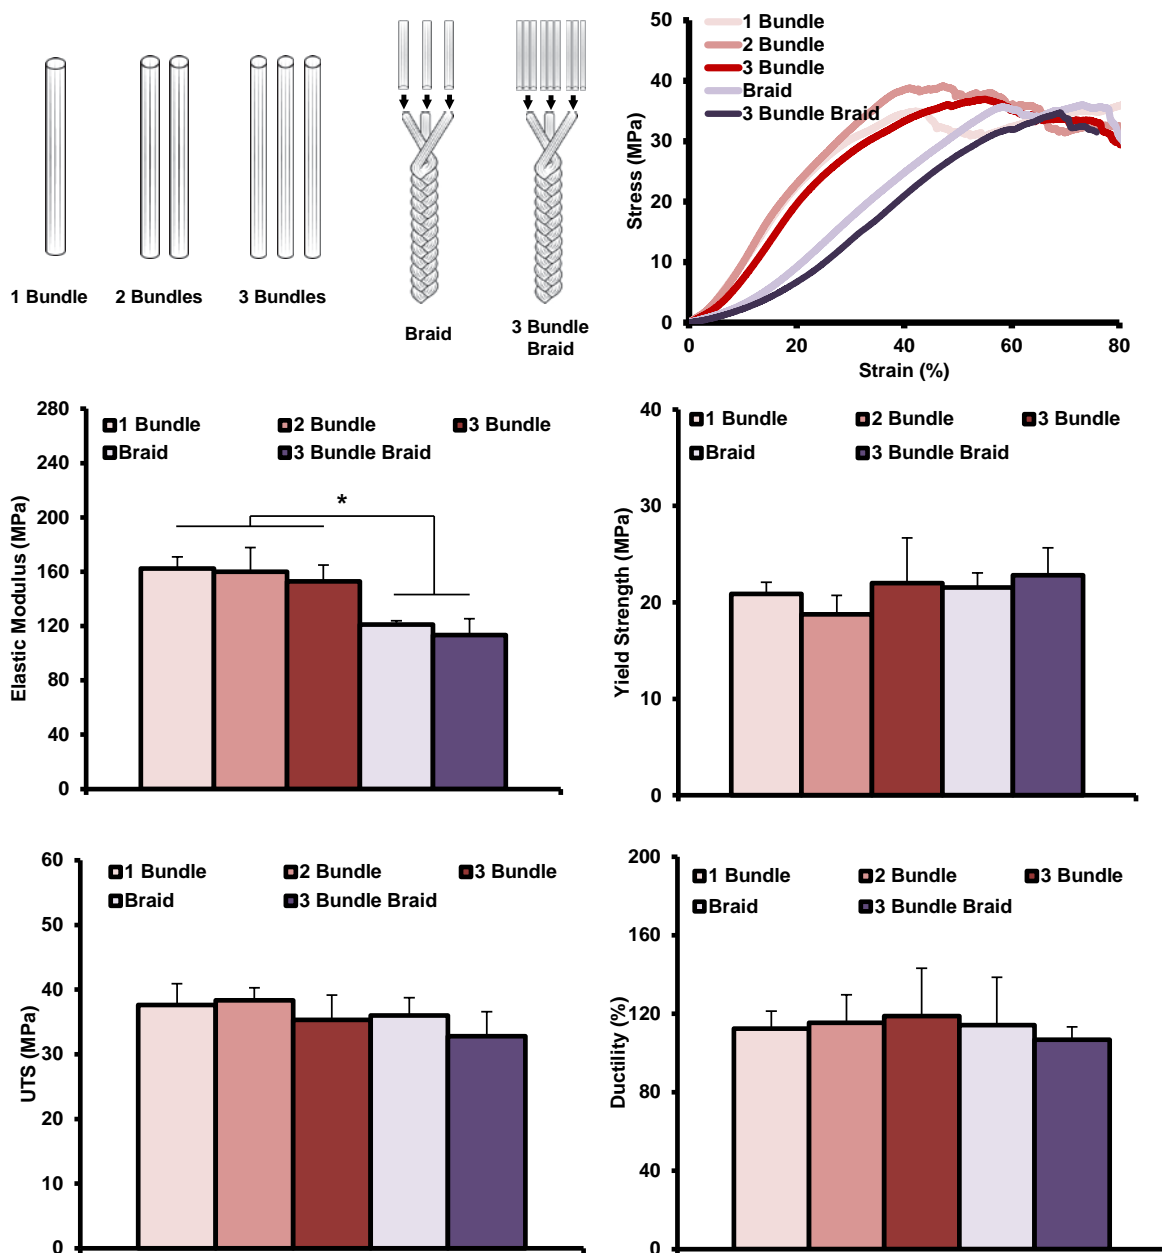 1 Bundle
2 Bundles
3 Bundles
Braid
3 Bundle
Braid
50
40
30
20
10
0
Stress (MPa)
1 Bundle
2 Bundle
3 Bundle
Braid
3 Bundle Braid
0 20 40 60 80
Strain (%)
280
240
200
160
120
80
40
0
Elastic Modulus (MPa)
1 Bundle 2 Bundle 3 Bundle
Braid 3 Bundle Braid
*
40
30
20
10
0
Yield Strength (MPa)
1 Bundle 2 Bundle 3 Bundle
Braid 3 Bundle Braid
60
50
40
30
20
10
0
UTS (MPa)
1 Bundle 2 Bundle 3 Bundle
Braid 3 Bundle Braid
200
160
120
80
40
0
Ductility (%)
1 Bundle 2 Bundle 3 Bundle
Braid 3 Bundle Braid